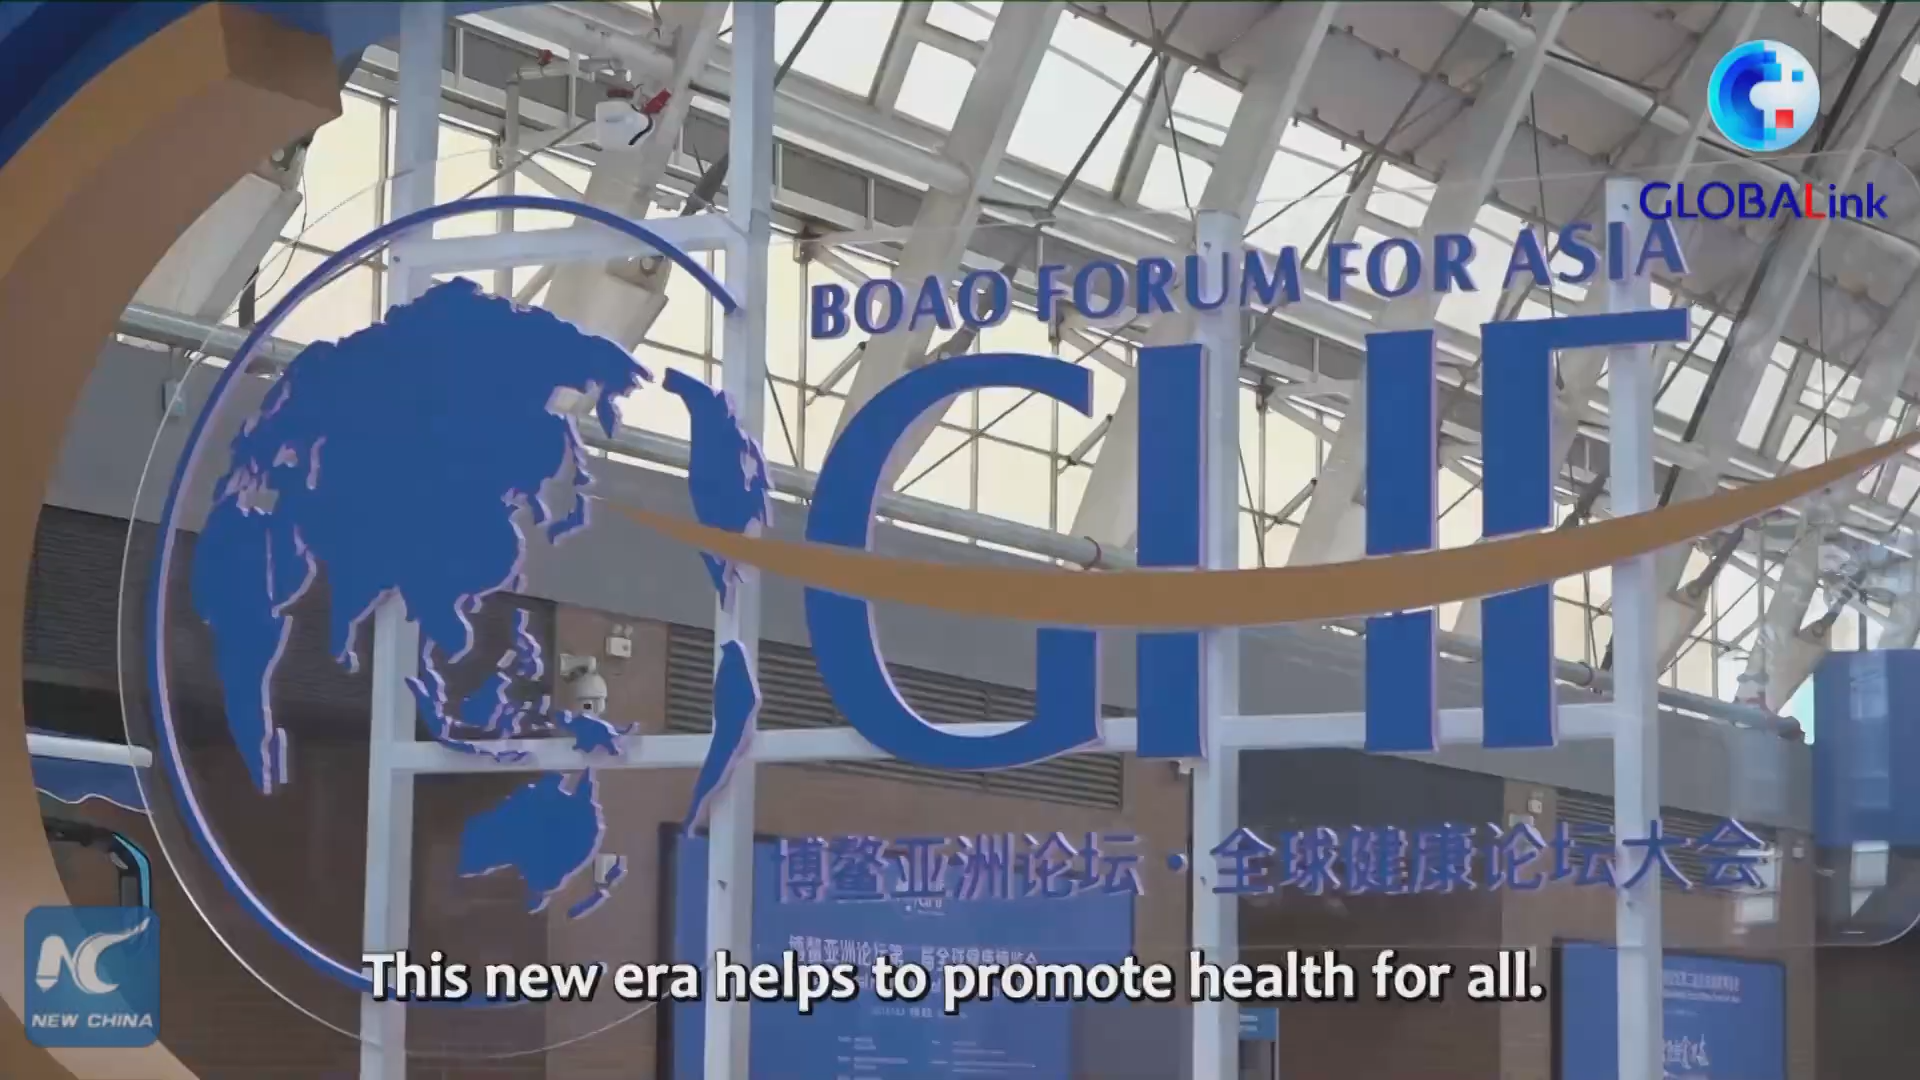 GLOBALink
BOAO FORUM FOR ASIA
GHF
博鳌亚洲论坛·全球健康论坛大会
This new era helps to promote health for all.
NEW CHINA